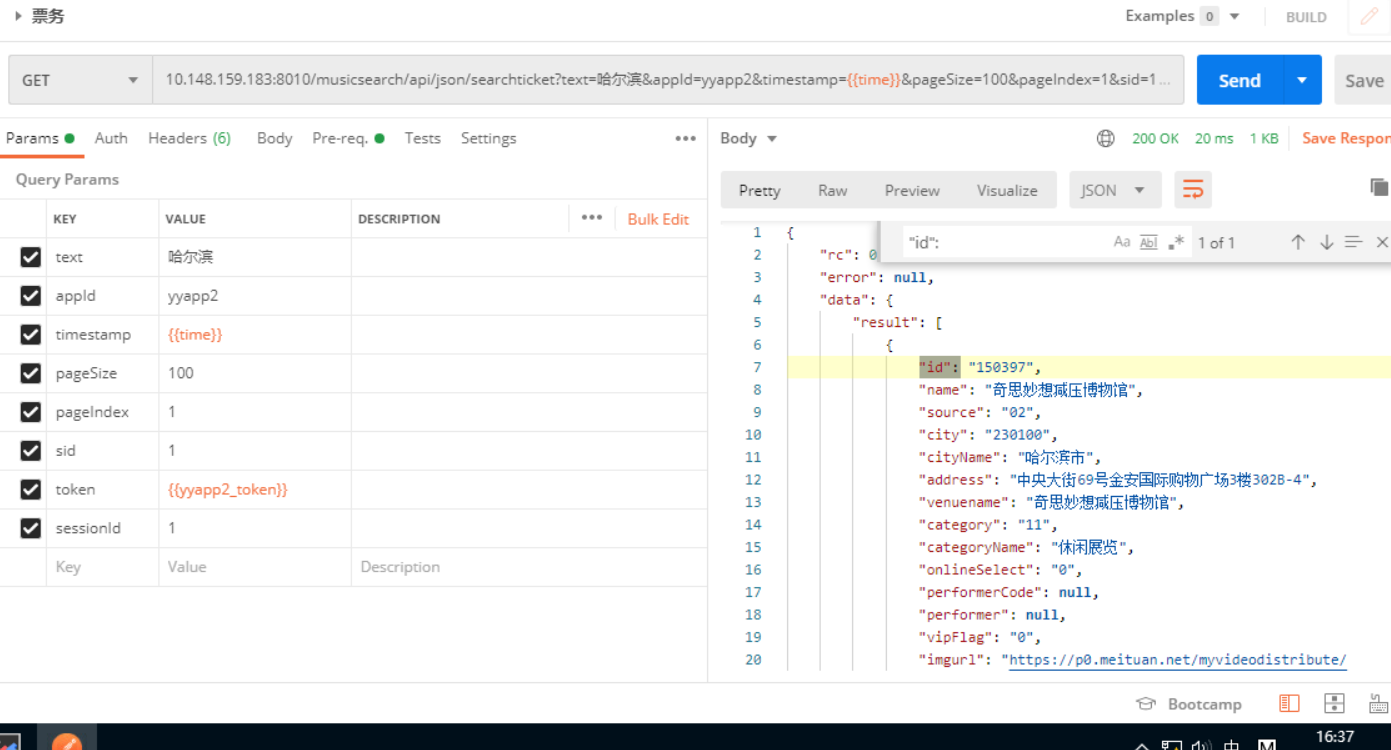 票务
Examples 0
BUILD
GET
10.148.159.183:8010/musicsearch/api/json/searchticket?text=哈尔滨&appId=yyapp2&timestamp={{time}}&pageSize=100&pageIndex=1&sid=1...
Send
Save
Params
Auth
Headers (6)
Body
Pre-req.
Tests
Settings
•••
Query Params
KEY VALUE DESCRIPTION ••• Bulk Edit
text 哈尔滨
appId yyapp2
timestamp {{time}}
pageSize 100
pageIndex 1
sid 1
token {{yyapp2_token}}
sessionId 1
Key Value Description
Body
200 OK 20 ms 1 KB Save Respon
Pretty Raw Preview Visualize JSON
"id": Aa Abl .* 1 of 1
1 {
2 "rc": 0
3 "error": null,
4 "data": {
5 "result": [
6 {
7 "id": "150397",
8 "name": "奇思妙想减压博物馆",
9 "source": "02",
10 "city": "230100",
11 "cityName": "哈尔滨市",
12 "address": "中央大街69号金安国际购物广场3楼302B-4",
13 "venuename": "奇思妙想减压博物馆",
14 "category": "11",
15 "categoryName": "休闲展览",
16 "onlineSelect": "0",
17 "performerCode": null,
18 "performer": null,
19 "vipFlag": "0",
20 "imgurl": "https://p0.meituan.net/myvideodistribute/
Bootcamp
中 M 16:37